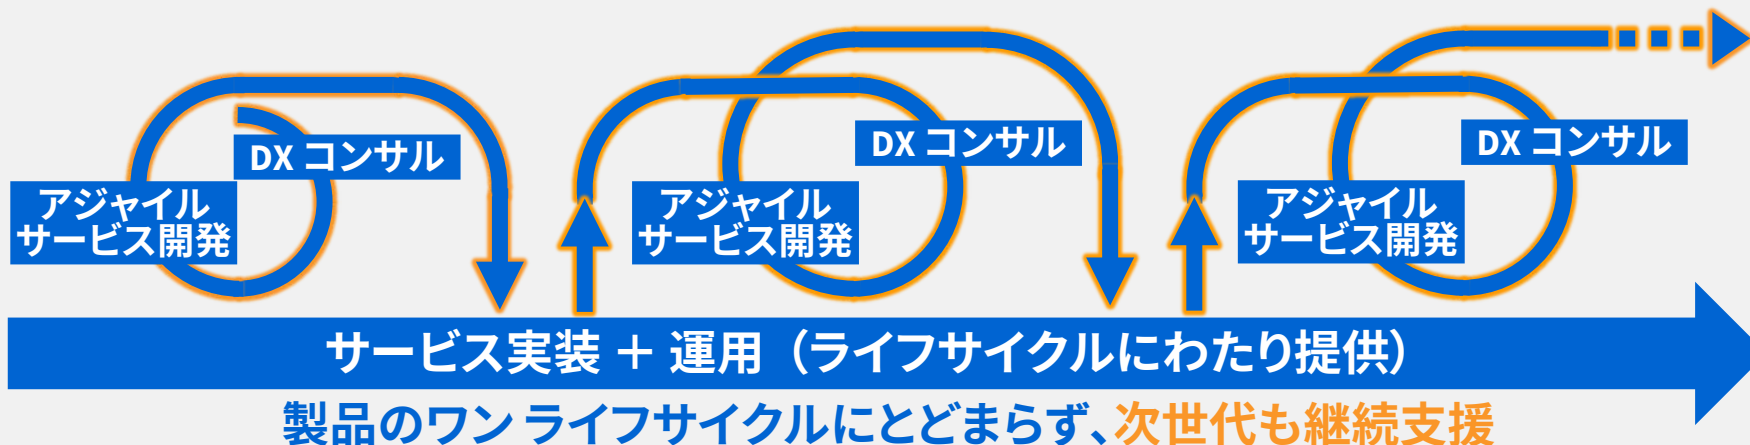 DX コンサル
アジャイル
サービス開発
DX コンサル
アジャイル
サービス開発
DX コンサル
アジャイル
サービス開発
サービス実装 + 運用（ライフサイクルにわたり提供）
製品のワン ライフサイクルにとどまらず、次世代も継続支援